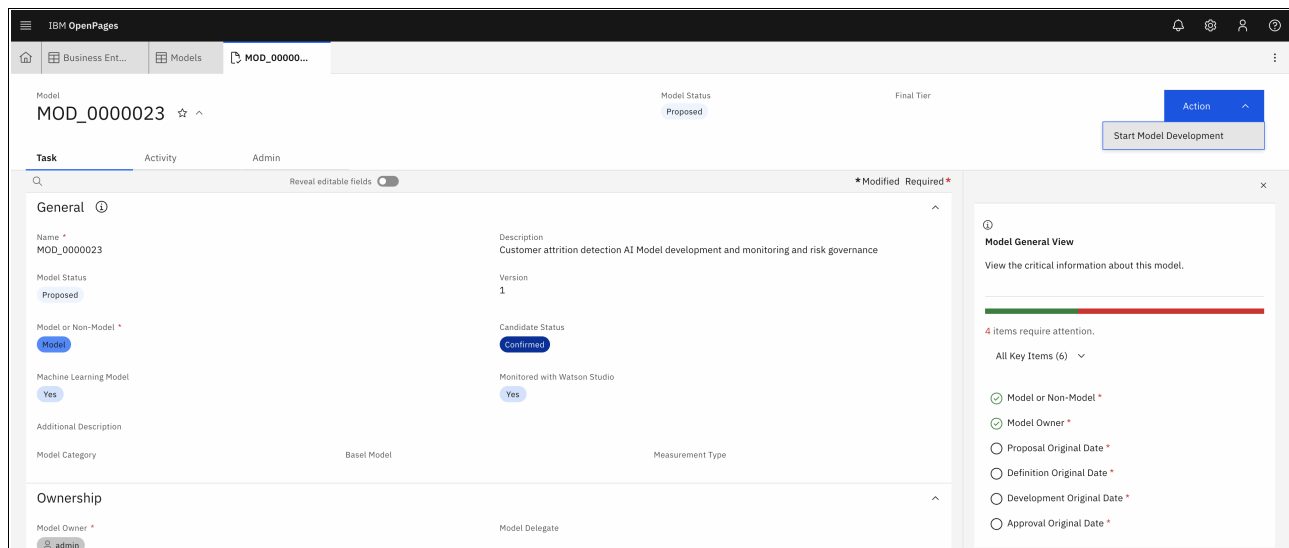 IBM OpenPages
Business Ent...
Models
MOD_00000...
Model
MOD_0000023
Model Status
Proposed
Final Tier
Action
Start Model Development
Task
Activity
Admin
Reveal editable fields
*Modified Required*
General
Name *
MOD_0000023
Description
Customer attrition detection AI Model development and monitoring and risk governance
Model Status
Proposed
Version
1
Model or Non-Model *
Model
Candidate Status
Confirmed
Machine Learning Model
Yes
Monitored with Watson Studio
Yes
Additional Description
Model Category
Basel Model
Measurement Type
Ownership
Model Owner *
admin
Model Delegate
Model General View
View the critical information about this model.
4 items require attention.
All Key Items (6)
Model or Non-Model *
Model Owner *
Proposal Original Date *
Definition Original Date *
Development Original Date *
Approval Original Date *